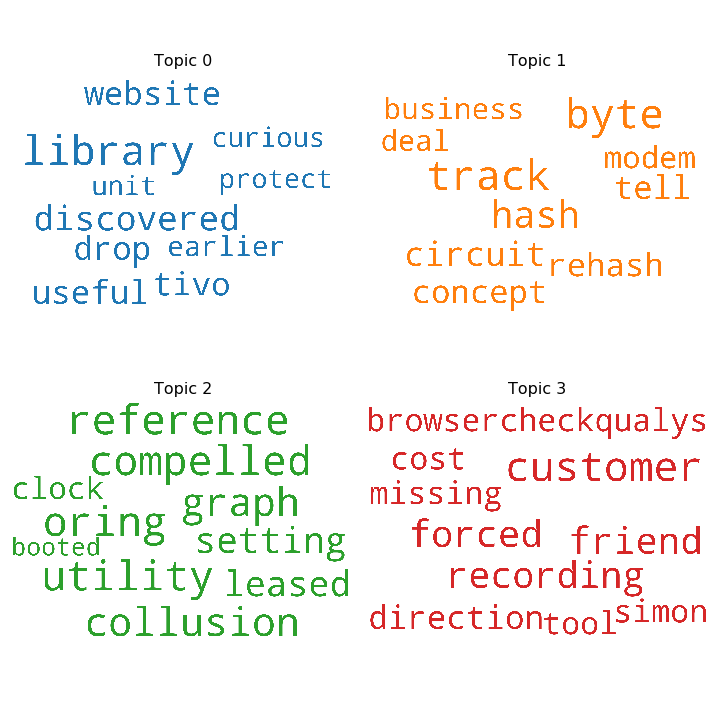 Topic 0
website
library curious
unit protect
discovered
drop earlier
useful tivo
Topic 1
business byte
deal
track modem
hash tell
circuit rehash
concept
Topic 2
reference
compelled
clock graph
oring
booted setting
utility leased
collusion
Topic 3
browsercheckqualys
cost customer
missing
forced friend
recording
direction tool simon